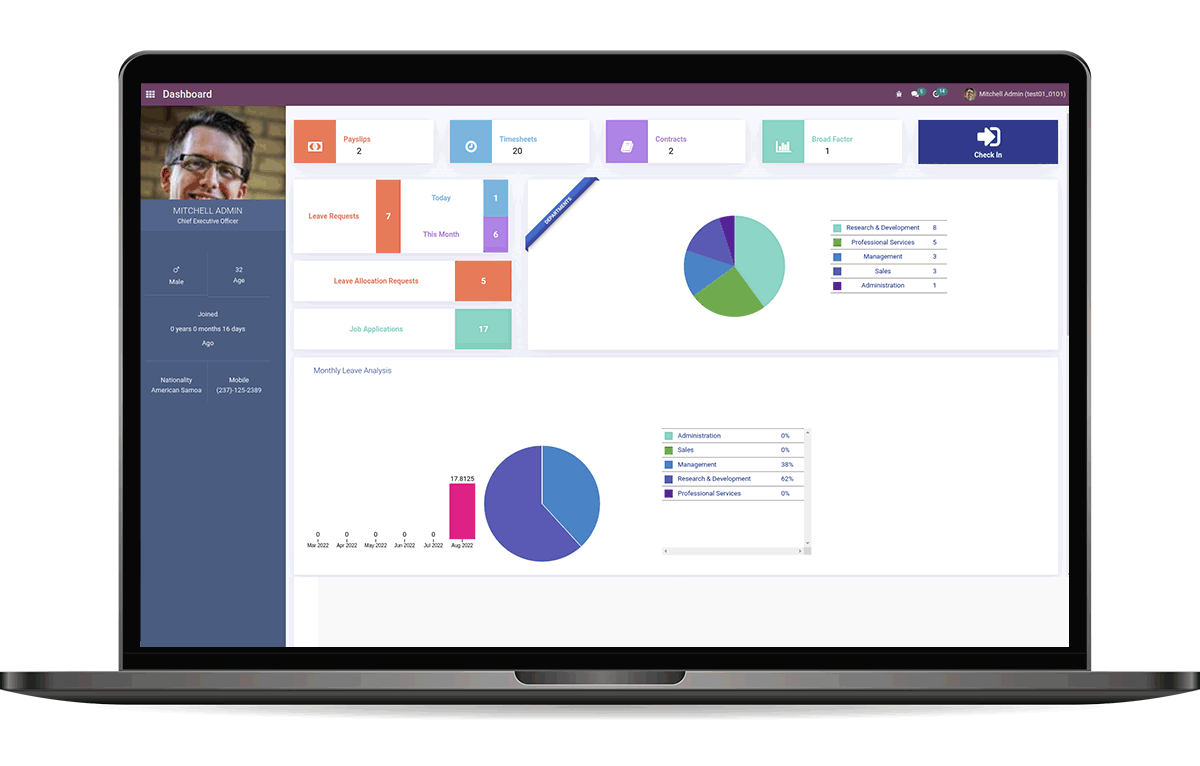 Dashboard
5
14
Mitchell Admin (test01_0101)
MITCHELL ADMIN
Chief Executive Officer
Male
32
Age
Joined
0 years 0 months 16 days
Ago
Nationality
American Samoa
Mobile
(237)-125-2389
Payslips
2
Timesheets
20
Contracts
2
Broad Factor
1
Check In
Leave Requests
7
Today
1
This Month
6
Leave Allocation Requests
5
Job Applications
17
DEPARTMENTS
Research & Development 8
Professional Services 5
Management 3
Sales 3
Administration 1
Monthly Leave Analysis
0 0 0 0 0 17.8125
Mar 2022 Apr 2022 May 2022 Jun 2022 Jul 2022 Aug 2022
Administration 0%
Sales 0%
Management 38%
Research & Development 62%
Professional Services 0%